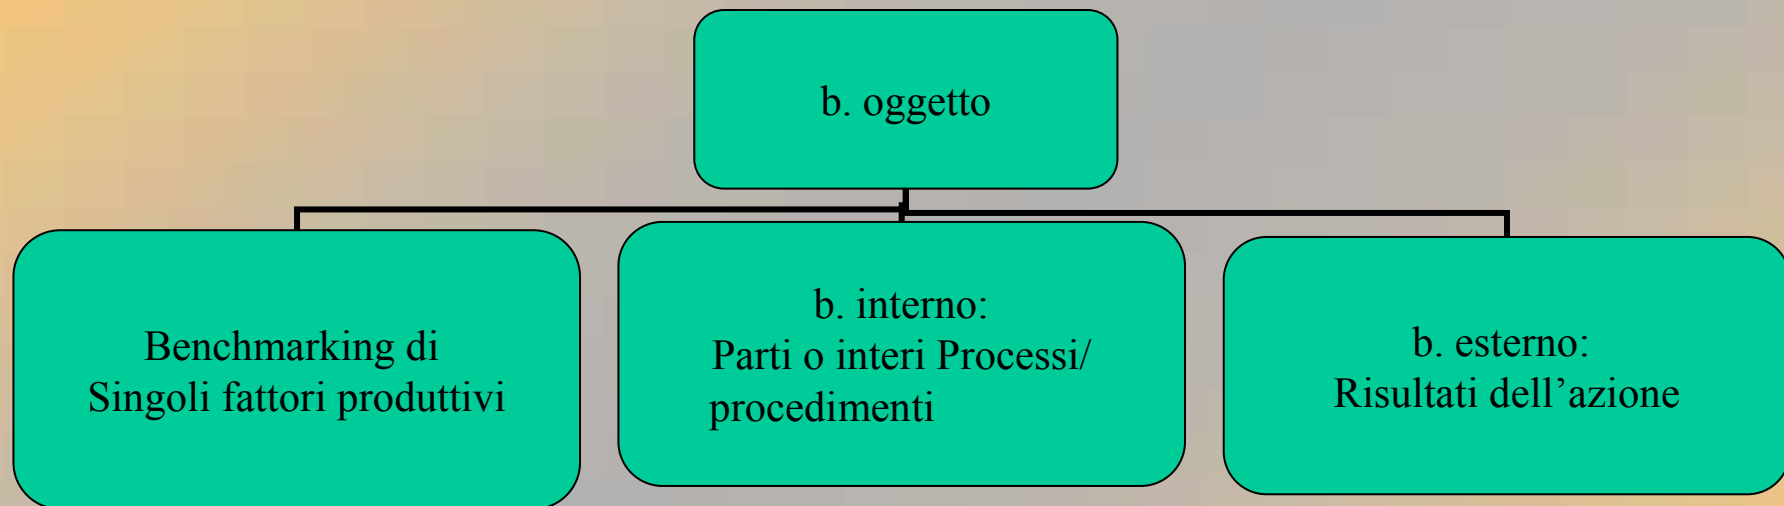 b. oggetto
Benchmarking di
Singoli fattori produttivi
b. interno:
Parti o interi Processi/
procedimenti
b. esterno:
Risultati dell’azione